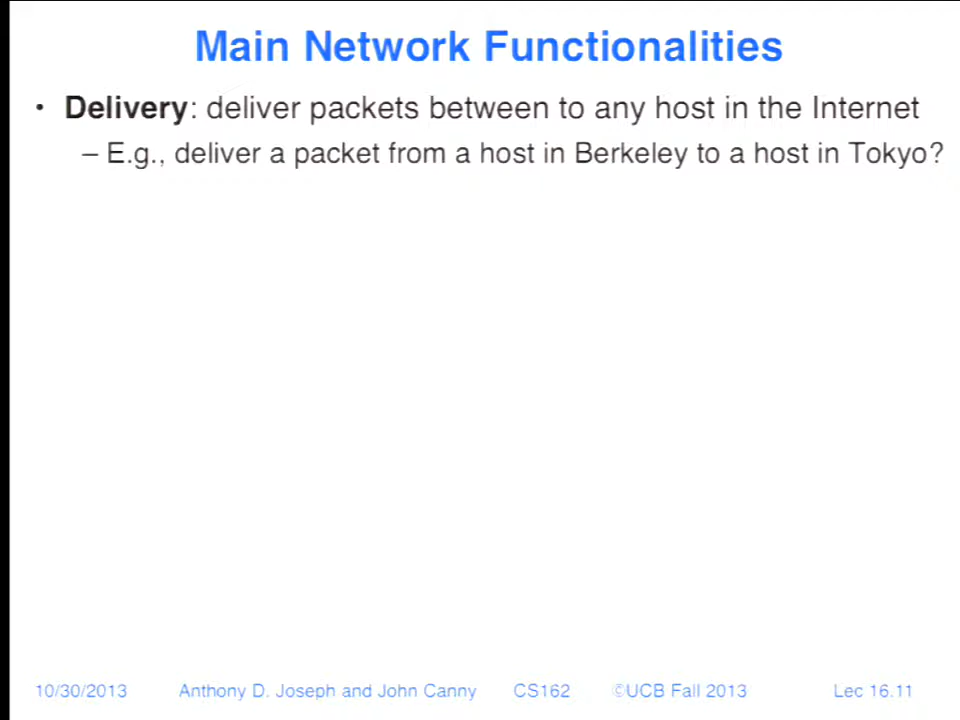 Main Network Functionalities
• Delivery: deliver packets between to any host in the Internet
– E.g., deliver a packet from a host in Berkeley to a host in Tokyo?
10/30/2013 Anthony D. Joseph and John Canny CS162 ©UCB Fall 2013 Lec 16.11